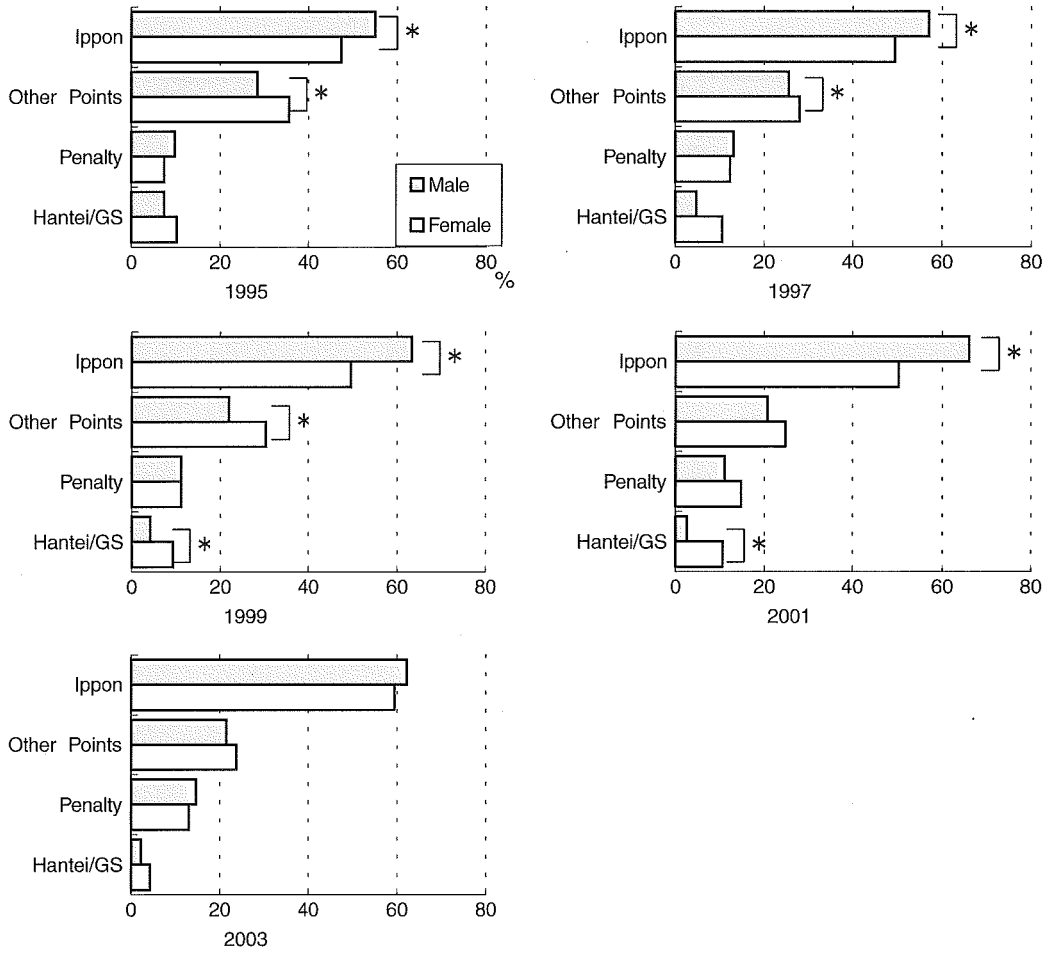 Ippon
*
Other Points
*
Penalty
Hantei/GS
Male
Female
0 20 40 60 80
%
1995
*
Ippon
*
Other Points
Penalty
Hantei/GS
0 20 40 60 80
1997
Ippon
*
Other Points
*
Penalty
Hantei/GS
*
0 20 40 60 80
1999
Ippon
*
Other Points
Penalty
Hantei/GS
*
0 20 40 60 80
2001
Ippon
Other Points
Penalty
Hantei/GS
0 20 40 60 80
2003